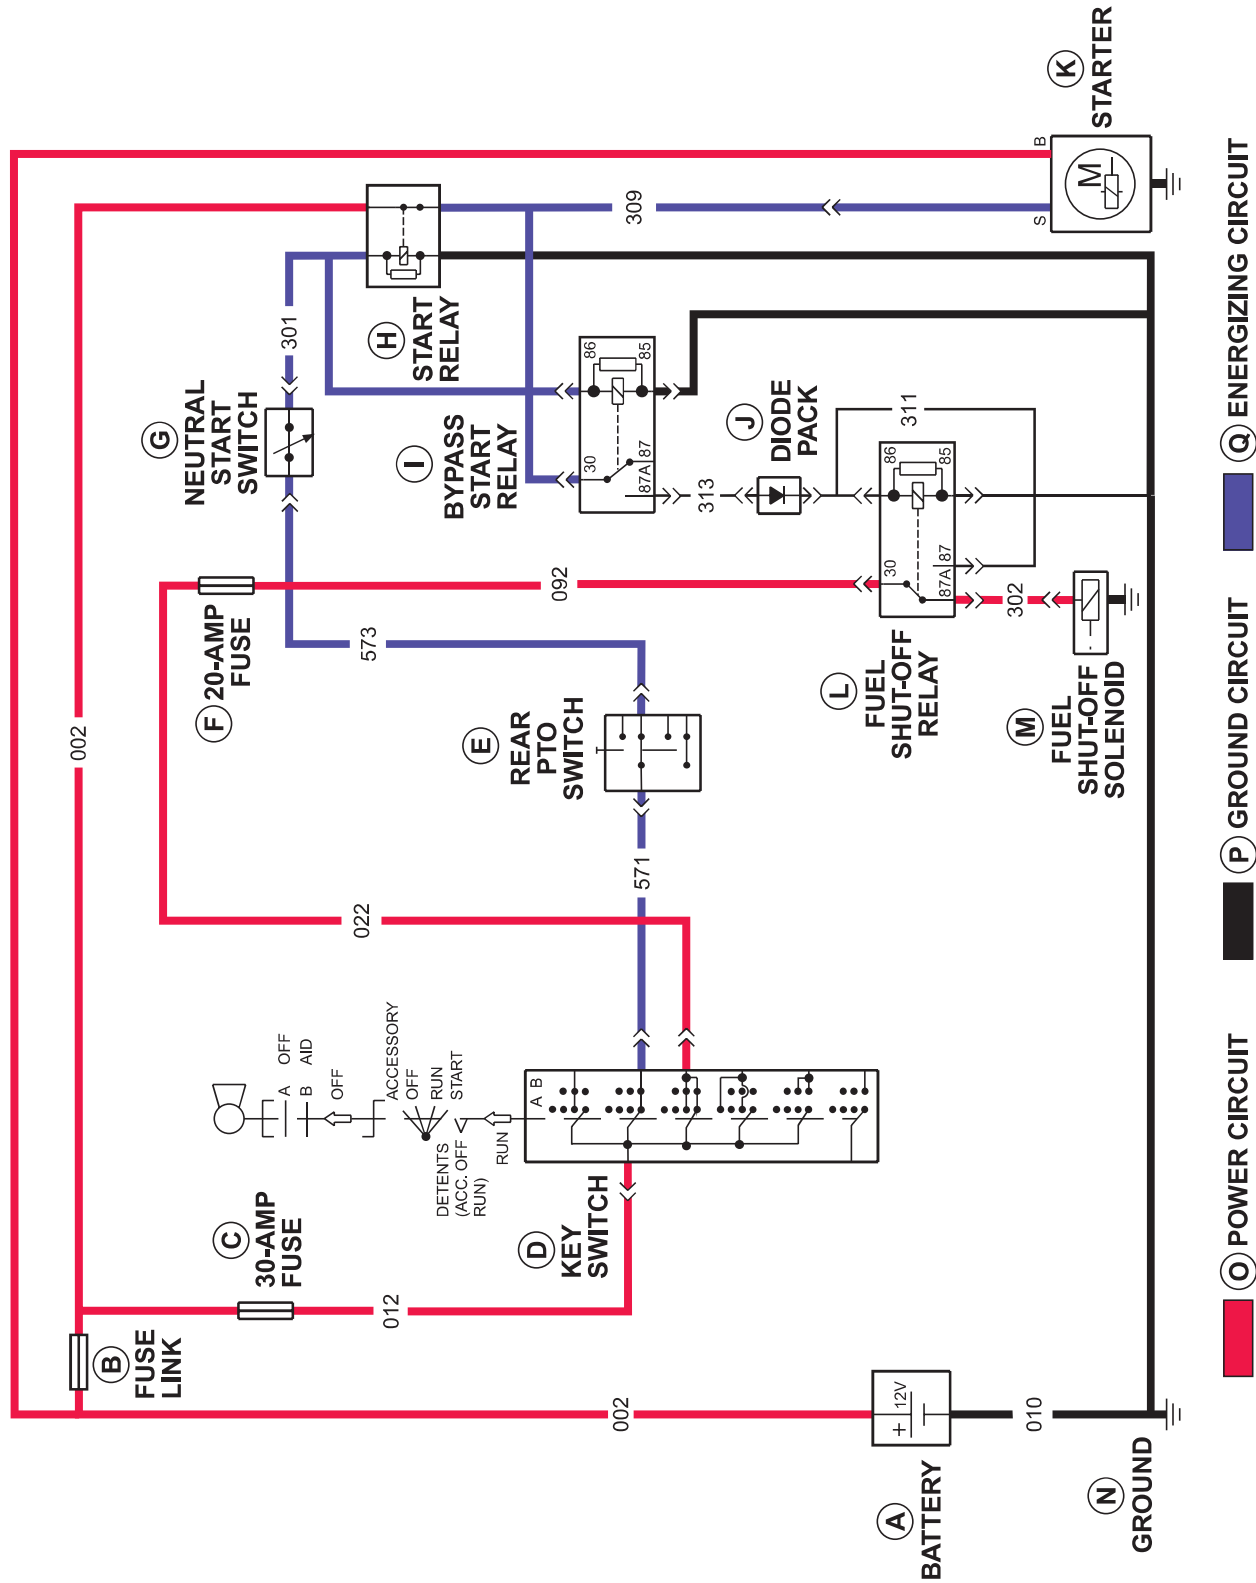 A
BATTERY
+
12V
B
FUSE
LINK
C
30-AMP
FUSE
D
KEY
SWITCH
E
REAR
PTO
SWITCH
F
20-AMP
FUSE
G
NEUTRAL
START
SWITCH
H
START
RELAY
I
BYPASS
START
RELAY
J
DIODE
PACK
K
STARTER
L
FUEL
SHUT-OFF
RELAY
M
FUEL
SHUT-OFF
SOLENOID
N
GROUND
O POWER CIRCUIT
P GROUND CIRCUIT
Q ENERGIZING CIRCUIT
002
002
012
022
092
010
571
573
301
309
313
311
302
A OFF
B AID
OFF
ACCESSORY
OFF
RUN
START
DETENTS
(ACC. OFF
RUN)
RUN
A B
30
86
87A
87
85
30
86
87A
87
85
S
B
M